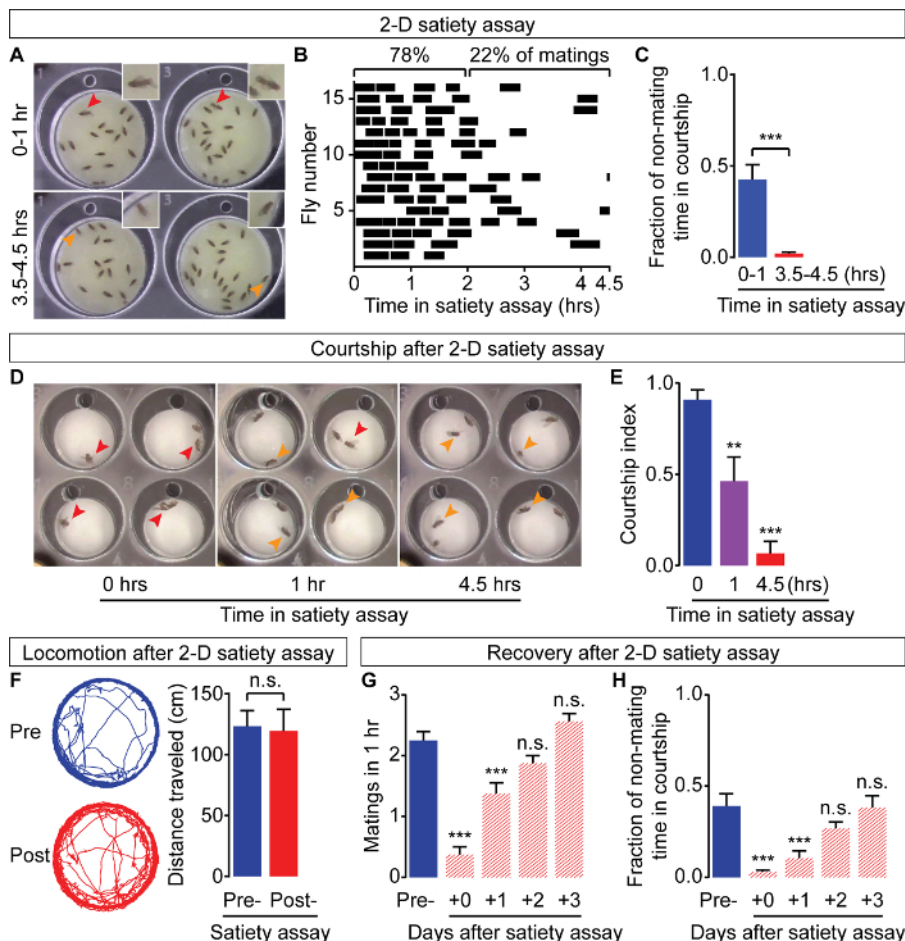 2-D satiety assay
A
0-1 hr
3.5-4.5 hrs
1
3
1
3
B
78%
22% of matings
Fly number
15
10
5
0
1
2
3
4
4.5
Time in satiety assay (hrs)
C
Fraction of non-mating
time in courtship
1.0
0.5
0.0
***
0-1
3.5-4.5 (hrs)
Time in satiety assay
Courtship after 2-D satiety assay
D
0 hrs
1 hr
4.5 hrs
Time in satiety assay
E
Courtship index
1.0
0.5
0.0
**
***
0
1
4.5 (hrs)
Time in satiety assay
Locomotion after 2-D satiety assay
F
Pre
Post
Distance traveled (cm)
150
100
50
0
n.s.
Pre-
Post-
Satiety assay
Recovery after 2-D satiety assay
G
Matings in 1 hr
3
2
1
0
***
***
n.s.
n.s.
Pre-
+0
+1
+2
+3
Days after satiety assay
H
Fraction of non-mating
time in courtship
1.0
0.5
0.0
***
***
n.s.
n.s.
Pre-
+0
+1
+2
+3
Days after satiety assay